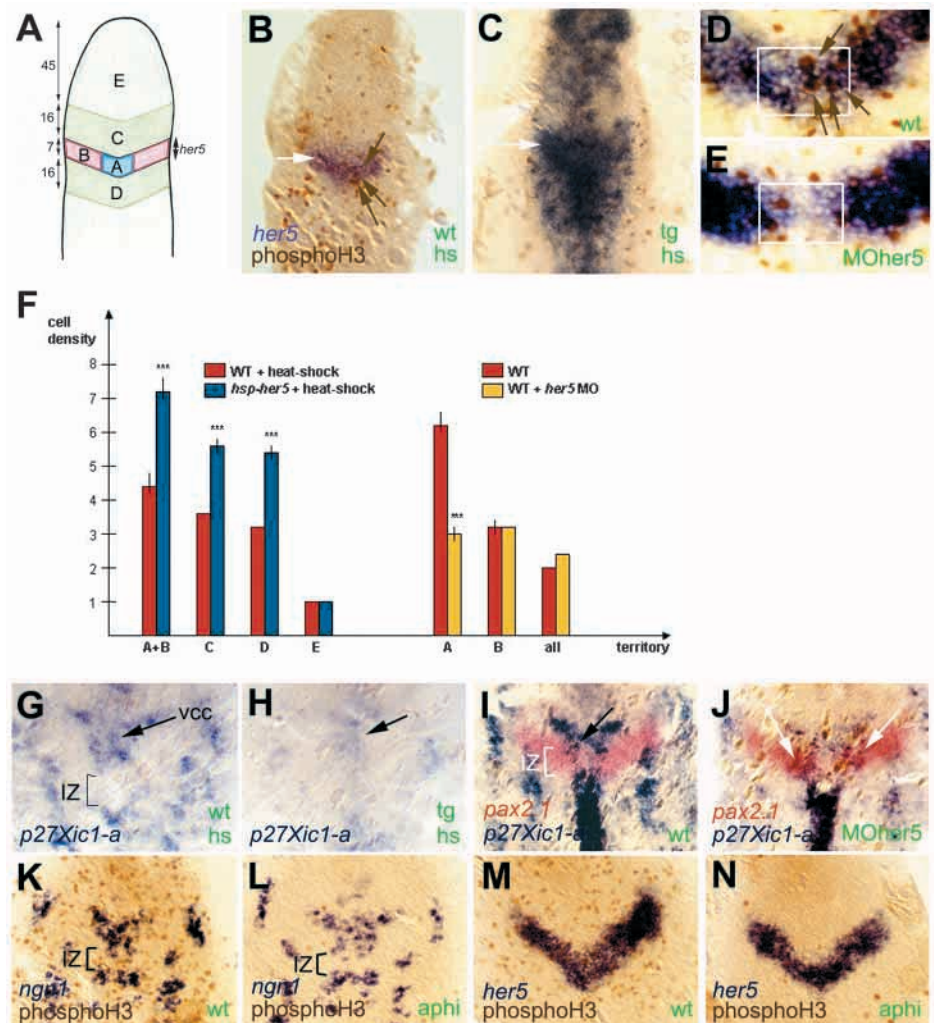 A
45
16
7
16
E
C
B
A
D
her5
B
her5
phosphoH3
wt
hs
C
tg
hs
D
wt
E
MOher5
F
cell
density
8
7
6
5
4
3
2
1
WT + heat-shock
hsp-her5 + heat-shock
WT
WT + her5 MO
***
***
***
***
A+B
C
D
E
A
B
all
territory
G
vcc
IZ
p27Xic1-a
wt
hs
H
p27Xic1-a
tg
hs
I
IZ
pax2.1
p27Xic1-a
wt
J
pax2.1
p27Xic1-a
MOher5
K
IZ
ngn1
phosphoH3
wt
L
IZ
ngn1
phosphoH3
aphi
M
her5
phosphoH3
wt
N
her5
phosphoH3
aphi